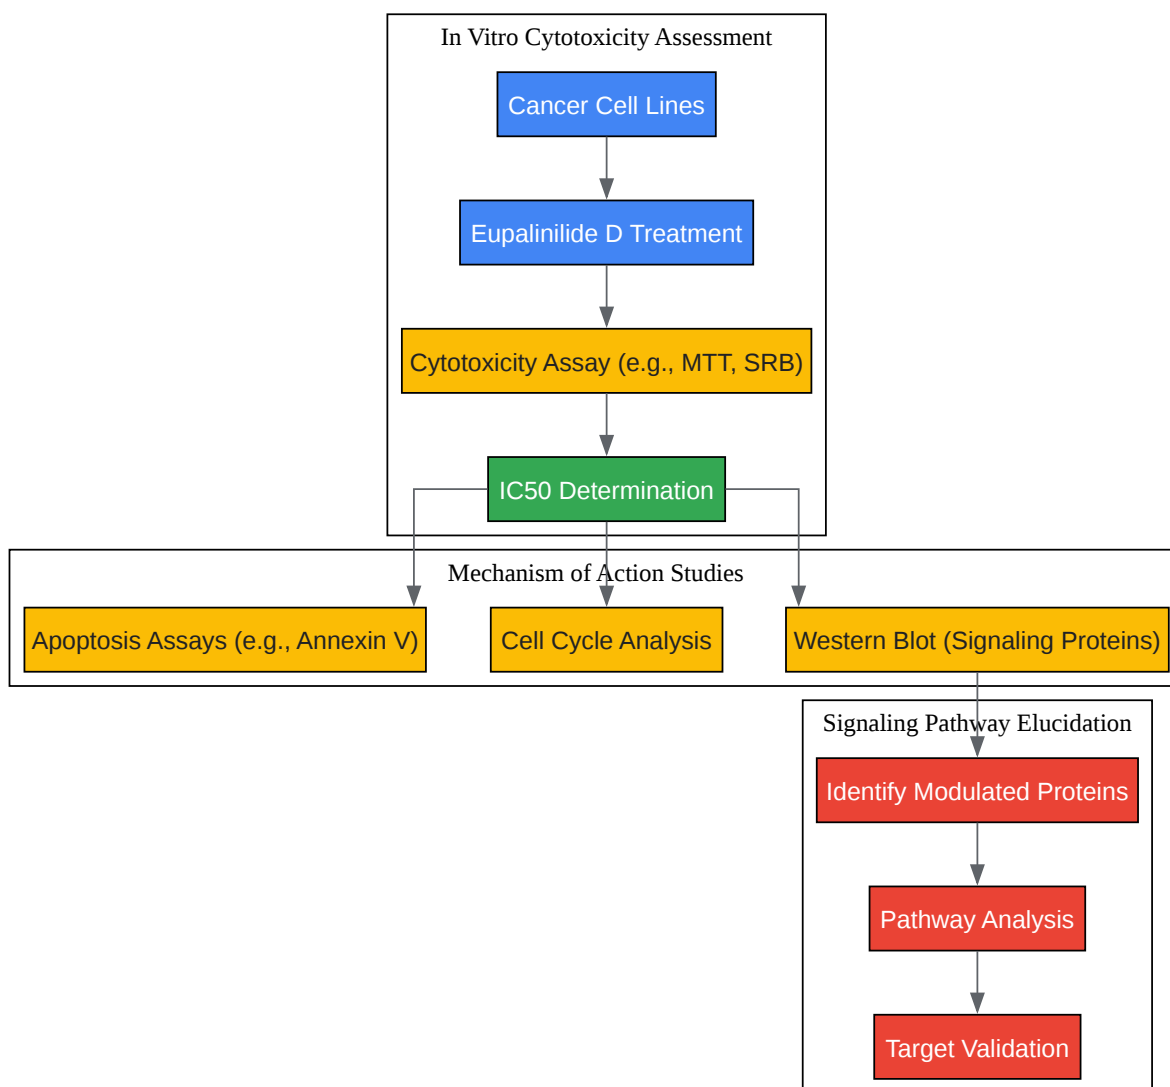 In Vitro Cytotoxicity Assessment
Cancer Cell Lines
Eupalinilide D Treatment
Cytotoxicity Assay (e.g., MTT, SRB)
IC50 Determination
Mechanism of Action Studies
Apoptosis Assays (e.g., Annexin V)
Cell Cycle Analysis
Western Blot (Signaling Proteins)
Signaling Pathway Elucidation
Identify Modulated Proteins
Pathway Analysis
Target Validation